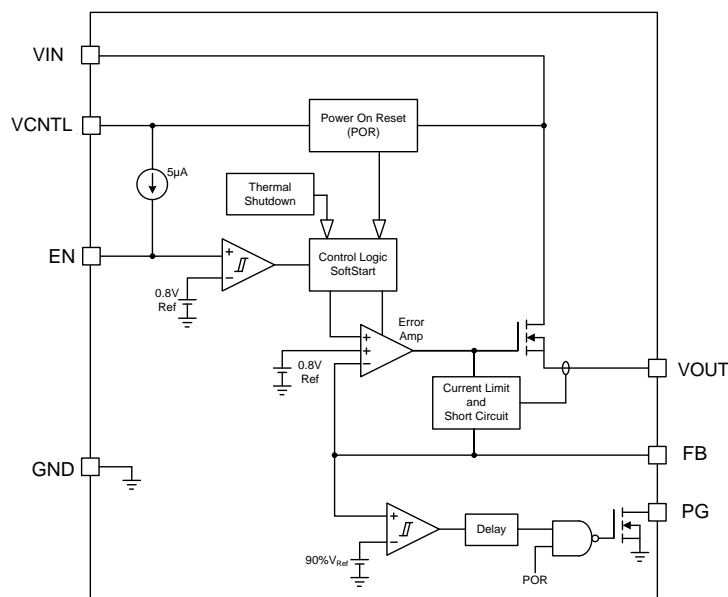 VIN
VCNTL
Power On Reset
(POR)
5µA
Thermal
Shutdown
EN
+
−
Control Logic
SoftStart
0.8V
Ref
Error
Amp
+
+
−
0.8V
Ref
VOUT
Current Limit
and
Short Circuit
GND
FB
PG
+
−
Delay
90%VRef
POR